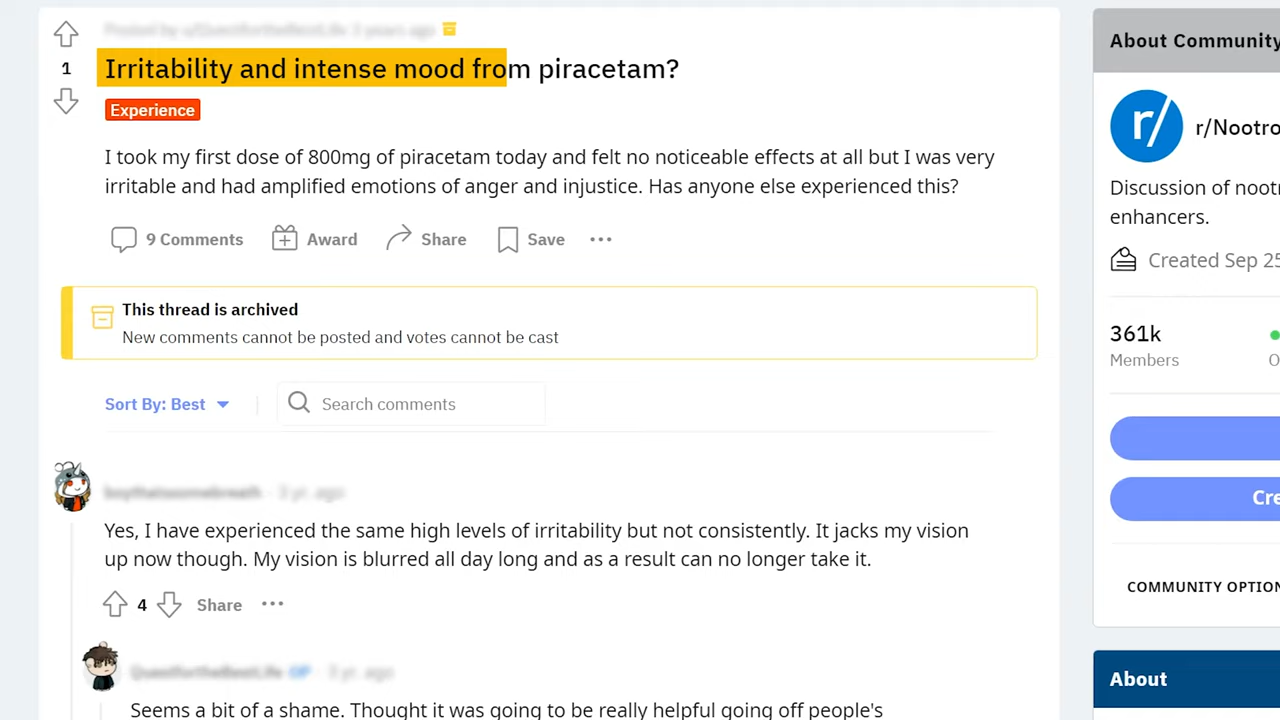 1
Irritability and intense mood from piracetam?
Experience
I took my first dose of 800mg of piracetam today and felt no noticeable effects at all but I was very
irritable and had amplified emotions of anger and injustice. Has anyone else experienced this?
9 Comments Award Share Save
This thread is archived
New comments cannot be posted and votes cannot be cast
Sort By: Best Search comments
Yes, I have experienced the same high levels of irritability but not consistently. It jacks my vision
up now though. My vision is blurred all day long and as a result can no longer take it.
4 Share
Seems a bit of a shame. Thought it was going to be really helpful going off people's
About Community
r/
r/Nootro
Discussion of noot
enhancers.
Created Sep 25
361k
Members
Cre
COMMUNITY OPTION
About